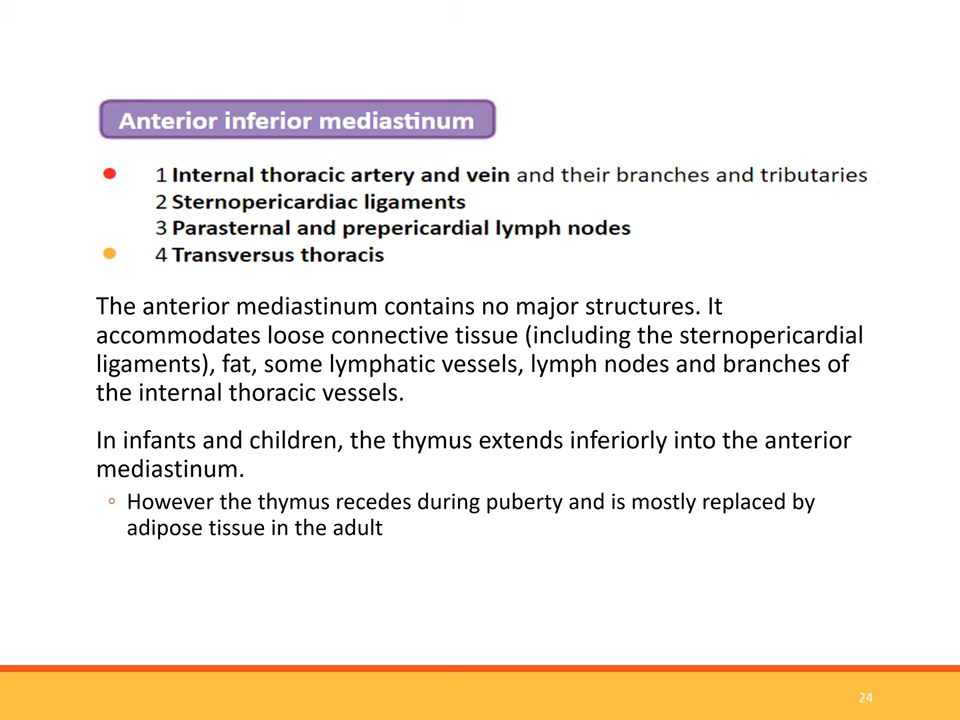 Anterior inferior mediastinum
1 Internal thoracic artery and vein and their branches and tributaries
2 Sternopericardiac ligaments
3 Parasternal and prepericardial lymph nodes
4 Transversus thoracis
The anterior mediastinum contains no major structures. It
accommodates loose connective tissue (including the sternopericardial
ligaments), fat, some lymphatic vessels, lymph nodes and branches of
the internal thoracic vessels.
In infants and children, the thymus extends inferiorly into the anterior
mediastinum.
◦ However the thymus recedes during puberty and is mostly replaced by
adipose tissue in the adult
24